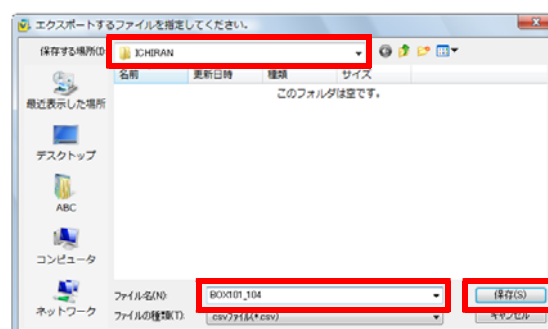 エクスポートするファイルを指定してください。
保存する場所(I):
ICHIRAN
名前 更新日時 種類 サイズ
このフォルダは空です。
最近表示した場所
デスクトップ
ABC
コンピュータ
ネットワーク
ファイル名(N):
BOX101_104
保存(S)
ファイルの種類(T):
csvファイル(*.csv)
キャンセル